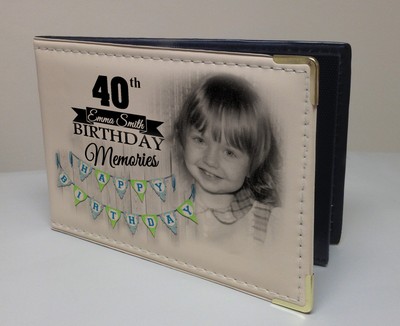 40th
Emma Smith
BIRTHDAY
Memories
HAPPY
BIRTHDAY